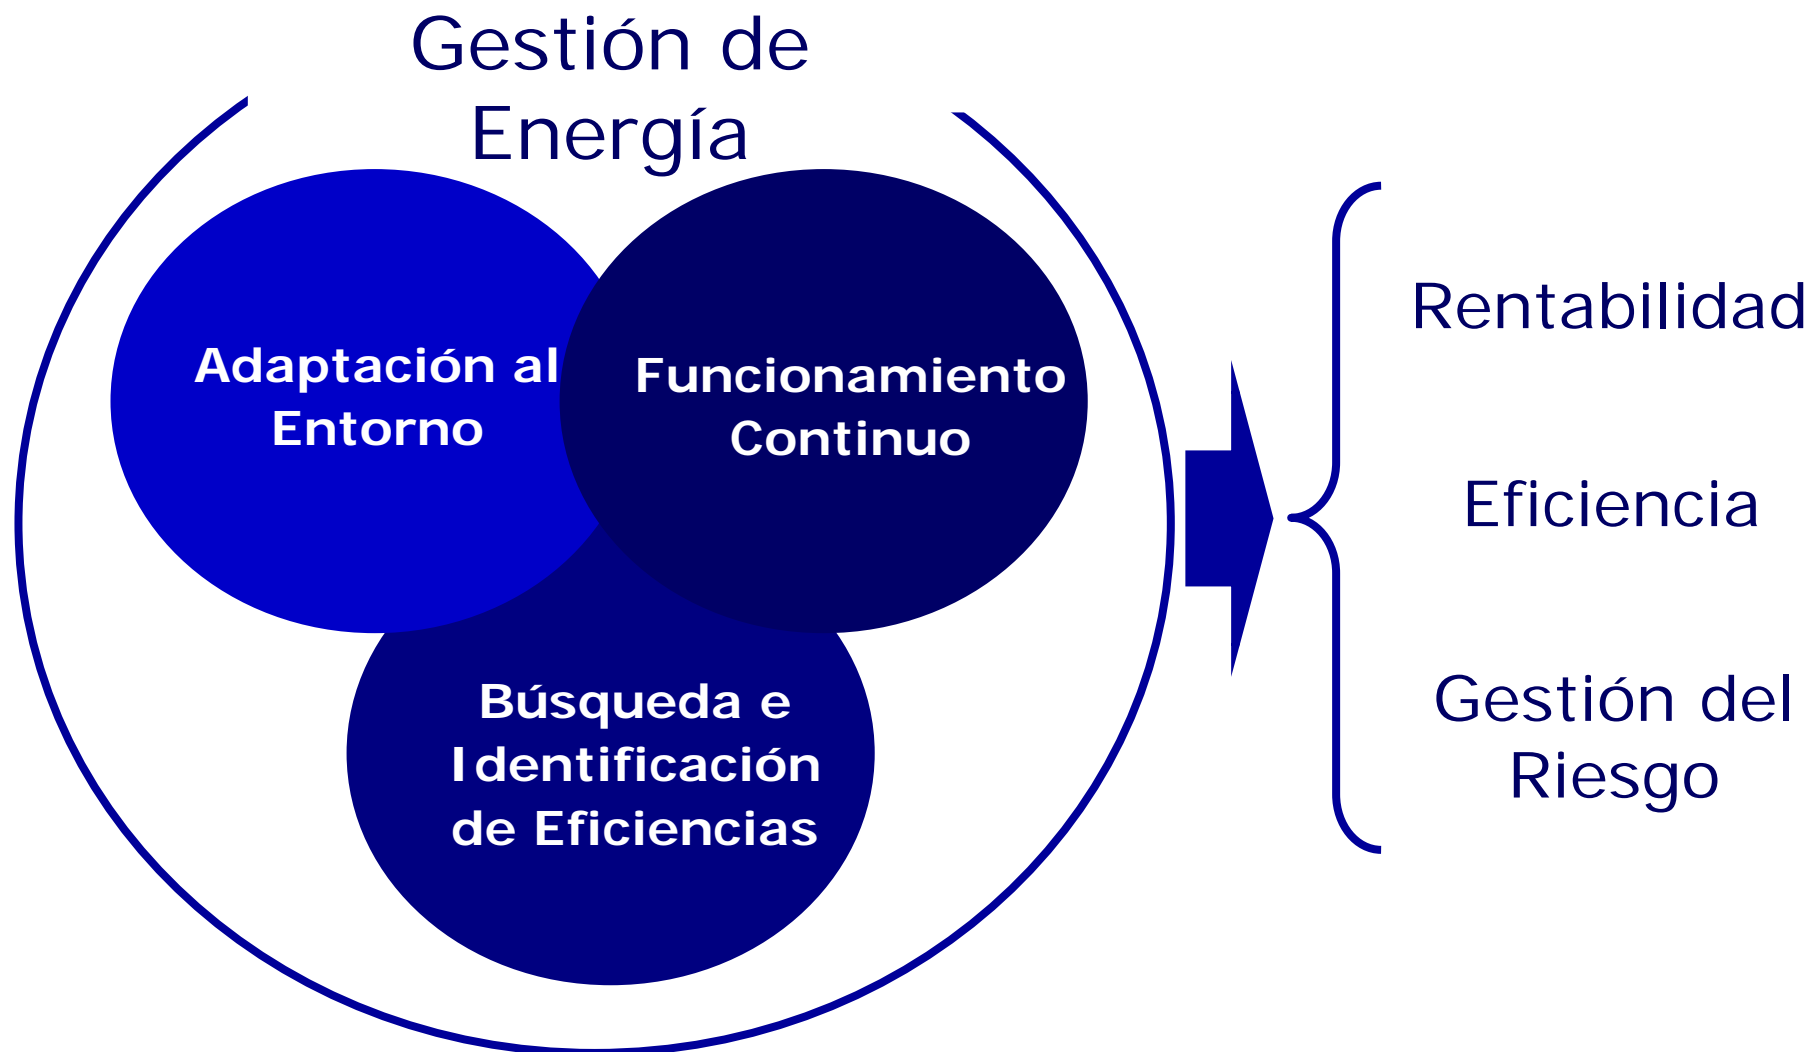 Gestión de
Energía
Adaptación al
Entorno
Funcionamiento
Continuo
Búsqueda e
Identificación
de Eficiencias
Rentabilidad
Eficiencia
Gestión del
Riesgo